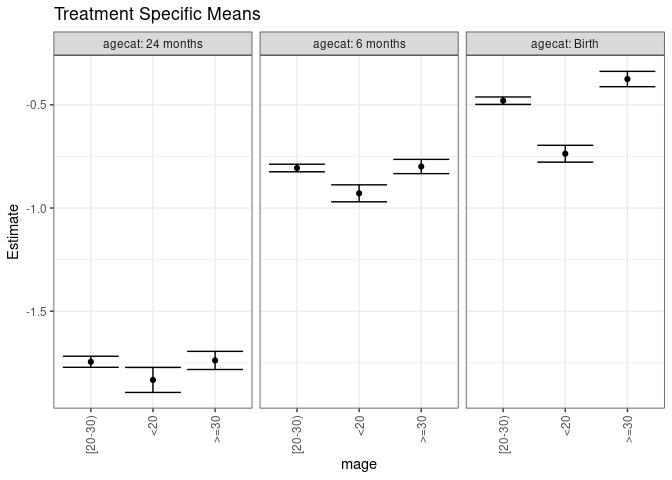 Treatment Specific Means
agecat: 24 months
agecat: 6 months
agecat: Birth
Estimate
-0.5
-1.0
-1.5
[20-30)
<20
>=30
[20-30)
<20
>=30
[20-30)
<20
>=30
mage